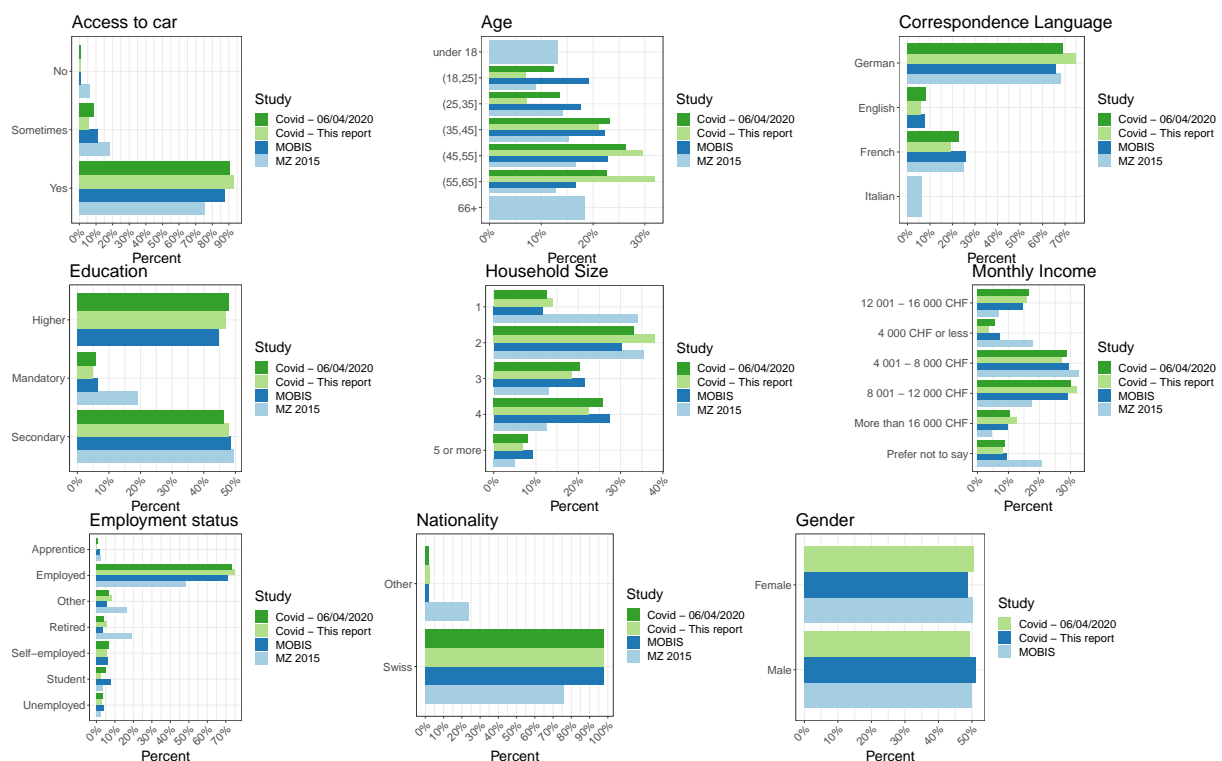 Access to car
No
Sometimes
Yes
0%
10%
20%
30%
40%
50%
60%
70%
80%
90%
Percent
Study
Covid – 06/04/2020
Covid – This report
MOBIS
MZ 2015
Age
under 18
(18,25]
(25,35]
(35,45]
(45,55]
(55,65]
66+
0%
10%
20%
30%
Percent
Study
Covid – 06/04/2020
Covid – This report
MOBIS
MZ 2015
Correspondence Language
German
English
French
Italian
0%
10%
20%
30%
40%
50%
60%
70%
Percent
Study
Covid – 06/04/2020
Covid – This report
MOBIS
MZ 2015
Education
Higher
Mandatory
Secondary
0%
10%
20%
30%
40%
50%
Percent
Study
Covid – 06/04/2020
Covid – This report
MOBIS
MZ 2015
Household Size
1
2
3
4
5 or more
0%
10%
20%
30%
40%
Percent
Study
Covid – 06/04/2020
Covid – This report
MOBIS
MZ 2015
Monthly Income
12 001 – 16 000 CHF
4 000 CHF or less
4 001 – 8 000 CHF
8 001 – 12 000 CHF
More than 16 000 CHF
Prefer not to say
0%
10%
20%
30%
Percent
Study
Covid – 06/04/2020
Covid – This report
MOBIS
MZ 2015
Employment status
Apprentice
Employed
Other
Retired
Self–employed
Student
Unemployed
0%
10%
20%
30%
40%
50%
60%
70%
Percent
Study
Covid – 06/04/2020
Covid – This report
MOBIS
MZ 2015
Nationality
Other
Swiss
0%
10%
20%
30%
40%
50%
60%
70%
80%
90%
100%
Percent
Study
Covid – 06/04/2020
Covid – This report
MOBIS
MZ 2015
Gender
Female
Male
0%
10%
20%
30%
40%
50%
Percent
Study
Covid – 06/04/2020
Covid – This report
MOBIS